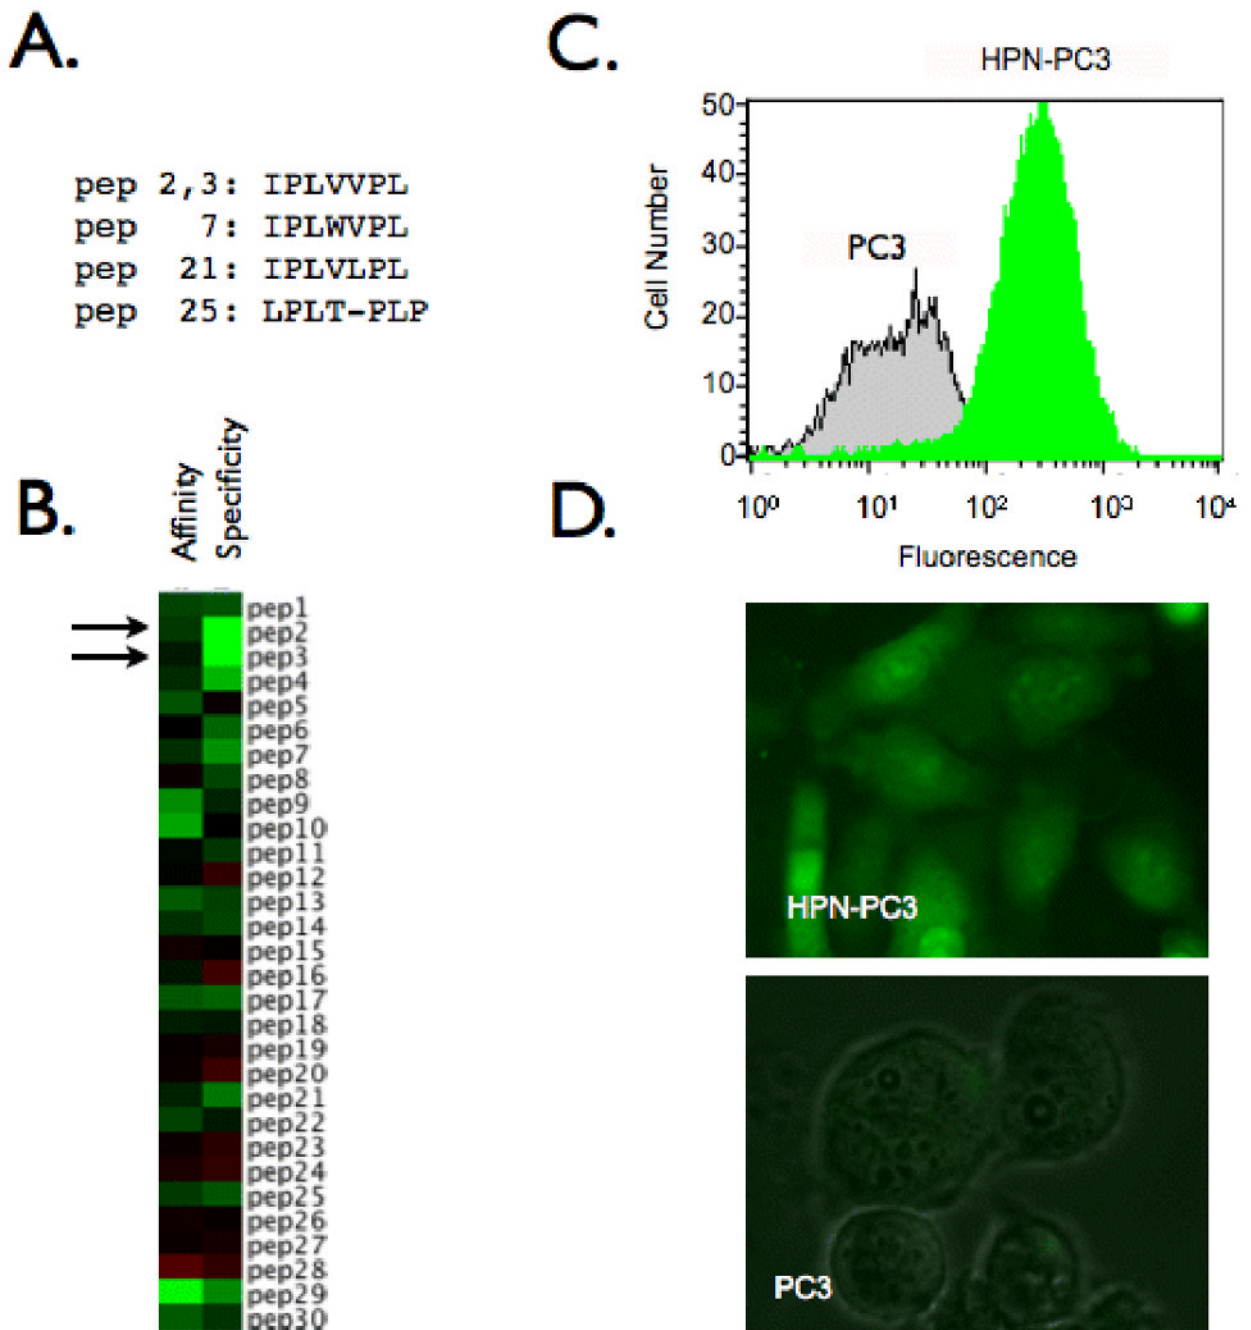 A.
pep 2,3: IPLVVPL
pep 7: IPLWVPL
pep 21: IPLVLPL
pep 25: LPLT-PLP
B.
Affinity
Specificity
pep1
pep2
pep3
pep4
pep5
pep6
pep7
pep8
pep9
pep10
pep11
pep12
pep13
pep14
pep15
pep16
pep17
pep18
pep19
pep20
pep21
pep22
pep23
pep24
pep25
pep26
pep27
pep28
pep29
pep30
C.
HPN-PC3
PC3
Cell Number
50
40
30
20
10
0
10⁰ 10¹ 10² 10³ 10⁴
Fluorescence
D.
HPN-PC3
PC3